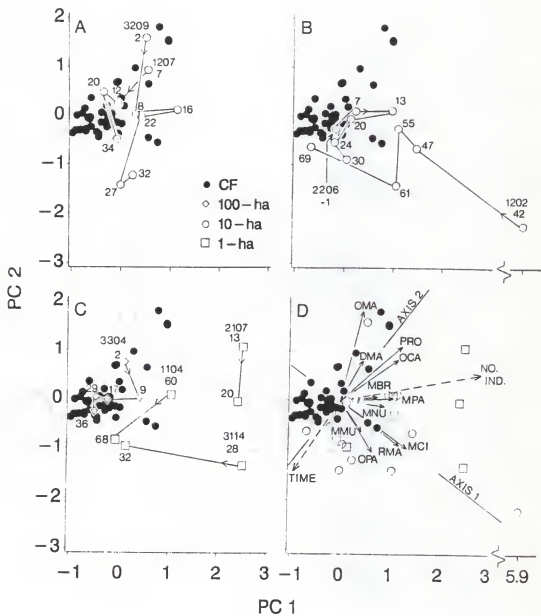 2
A
3209
2
1207
7
20
12
1
8
0
22
16
34
-1
32
27
-2
-3
CF
100-ha
10-ha
1-ha
B
7
13
20
55
24
47
69
30
2206
-1
61
1202
42
PC 2
2
C
3304
2
2107
13
1
1104
60
29
17
9
0
36
20
68
-1
32
3114
28
-2
-3
-1 0 1 2 3
D
OMA
AXIS 2
PRO
DMA
OCA
MBR
NO.
IND.
MPA
MNU
MMU
MCI
RMA
OPA
TIME
AXIS 1
-1 0 1 2 3 5.9
PC 1